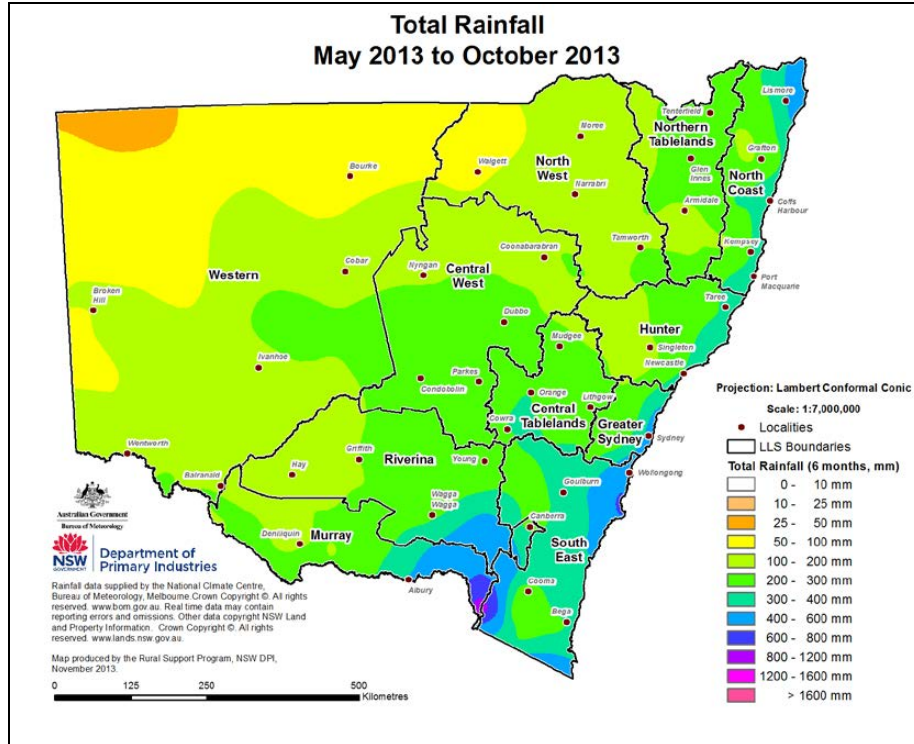 Total Rainfall
May 2013 to October 2013
Lismore
Tenterfield
Northern
Tablelands
Moree
North
West
Walgett
Bourke
Glen
Innes
Grafton
North
Coast
Narrabri
Armidale
Coffs
Harbour
Tamworth
Kempsey
Coonabarabran
Port
Macquarie
Western
Cobar
Nyngan
Central
West
Broken
Hill
Taree
Dubbo
Hunter
Mudgee
Singleton
Newcastle
Ivanhoe
Parkes
Condobolin
Orange
Lithgow
Central
Tablelands
Cowra
Greater
Sydney
Sydney
Wentworth
Griffith
Riverina
Young
Wollongong
Balranald
Hay
Goulburn
Wagga
Wagga
Canberra
South
East
Deniliquin
Murray
Albury
Cooma
Bega
Projection: Lambert Conformal Conic
Scale: 1:7,000,000
Localities
LLS Boundaries
Total Rainfall (6 months, mm)
0 - 10 mm
10 - 25 mm
25 - 50 mm
50 - 100 mm
100 - 200 mm
200 - 300 mm
300 - 400 mm
400 - 600 mm
600 - 800 mm
800 - 1200 mm
1200 - 1600 mm
> 1600 mm
Australian Government
Bureau of Meteorology
NSW
GOVERNMENT
Department of
Primary Industries
Rainfall data supplied by the National Climate Centre,
Bureau of Meteorology, Melbourne.Crown Copyright ©. All rights
reserved. www.bom.gov.au. Real time data may contain
reporting errors and omissions. Other data copyright NSW Land
and Property Information. Crown Copyright ©. All rights
reserved. www.lands.nsw.gov.au.
Map produced by the Rural Support Program, NSW DPI,
November 2013.
0 125 250 500
Kilometres